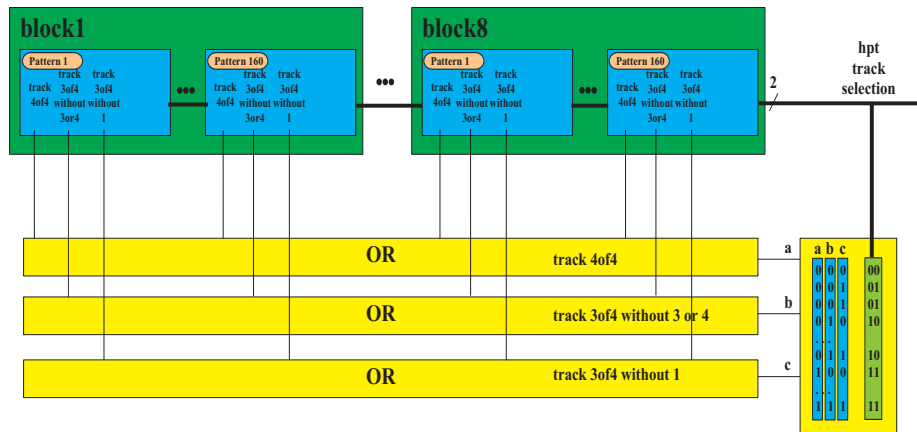 block1
block8
Pattern 1
track 4of4
track 3of4 without 3or4
track 3of4 without 1
•••
Pattern 160
track 4of4
track 3of4 without 3or4
track 3of4 without 1
•••
Pattern 1
track 4of4
track 3of4 without 3or4
track 3of4 without 1
•••
Pattern 160
track 4of4
track 3of4 without 3or4
track 3of4 without 1
2
hpt
track
selection
OR
track 4of4
a
OR
track 3of4 without 3 or 4
b
OR
track 3of4 without 1
c
a b c
0 0 0 00
0 0 1 01
0 0 1 01
0 1 0 10
. . .
0 1 1 10
1 0 0 11
. . .
1 1 1 11